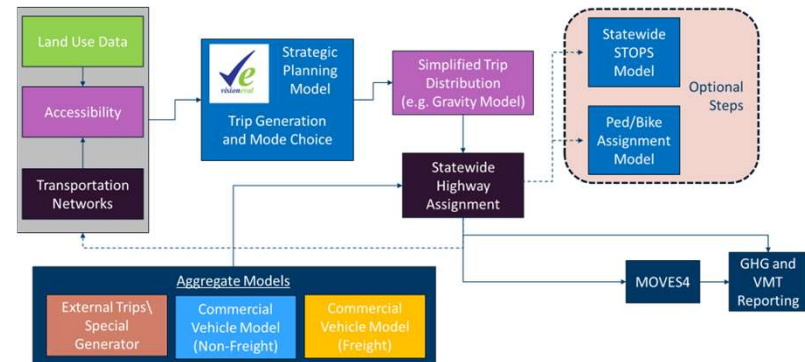 Land Use Data
Accessibility
Transportation
Networks
Ve
visioneval
Strategic
Planning
Model
Trip Generation
and Mode Choice
Simplified Trip
Distribution
(e.g. Gravity Model)
Statewide
Highway
Assignment
Statewide
STOPS
Model
Ped/Bike
Assignment
Model
Optional
Steps
Aggregate Models
External Trips\
Special
Generator
Commercial
Vehicle Model
(Non-Freight)
Commercial
Vehicle Model
(Freight)
MOVES4
GHG and
VMT
Reporting